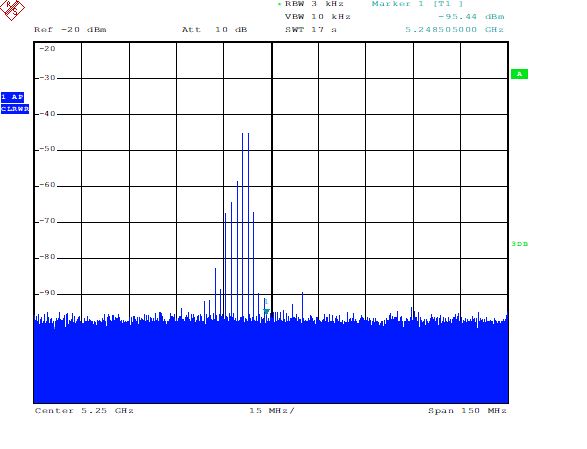 * RBW 3 kHz Marker 1 [T1 ]
VBW 10 kHz -95.44 dBm
Ref -20 dBm Att 10 dB SWT 17 s 5.248505000 GHz
-20
A
-30
1 AP
CLRWR
-40
-50
-60
-70
3DB
-80
-90
1
Center 5.25 GHz 15 MHz/ Span 150 MHz